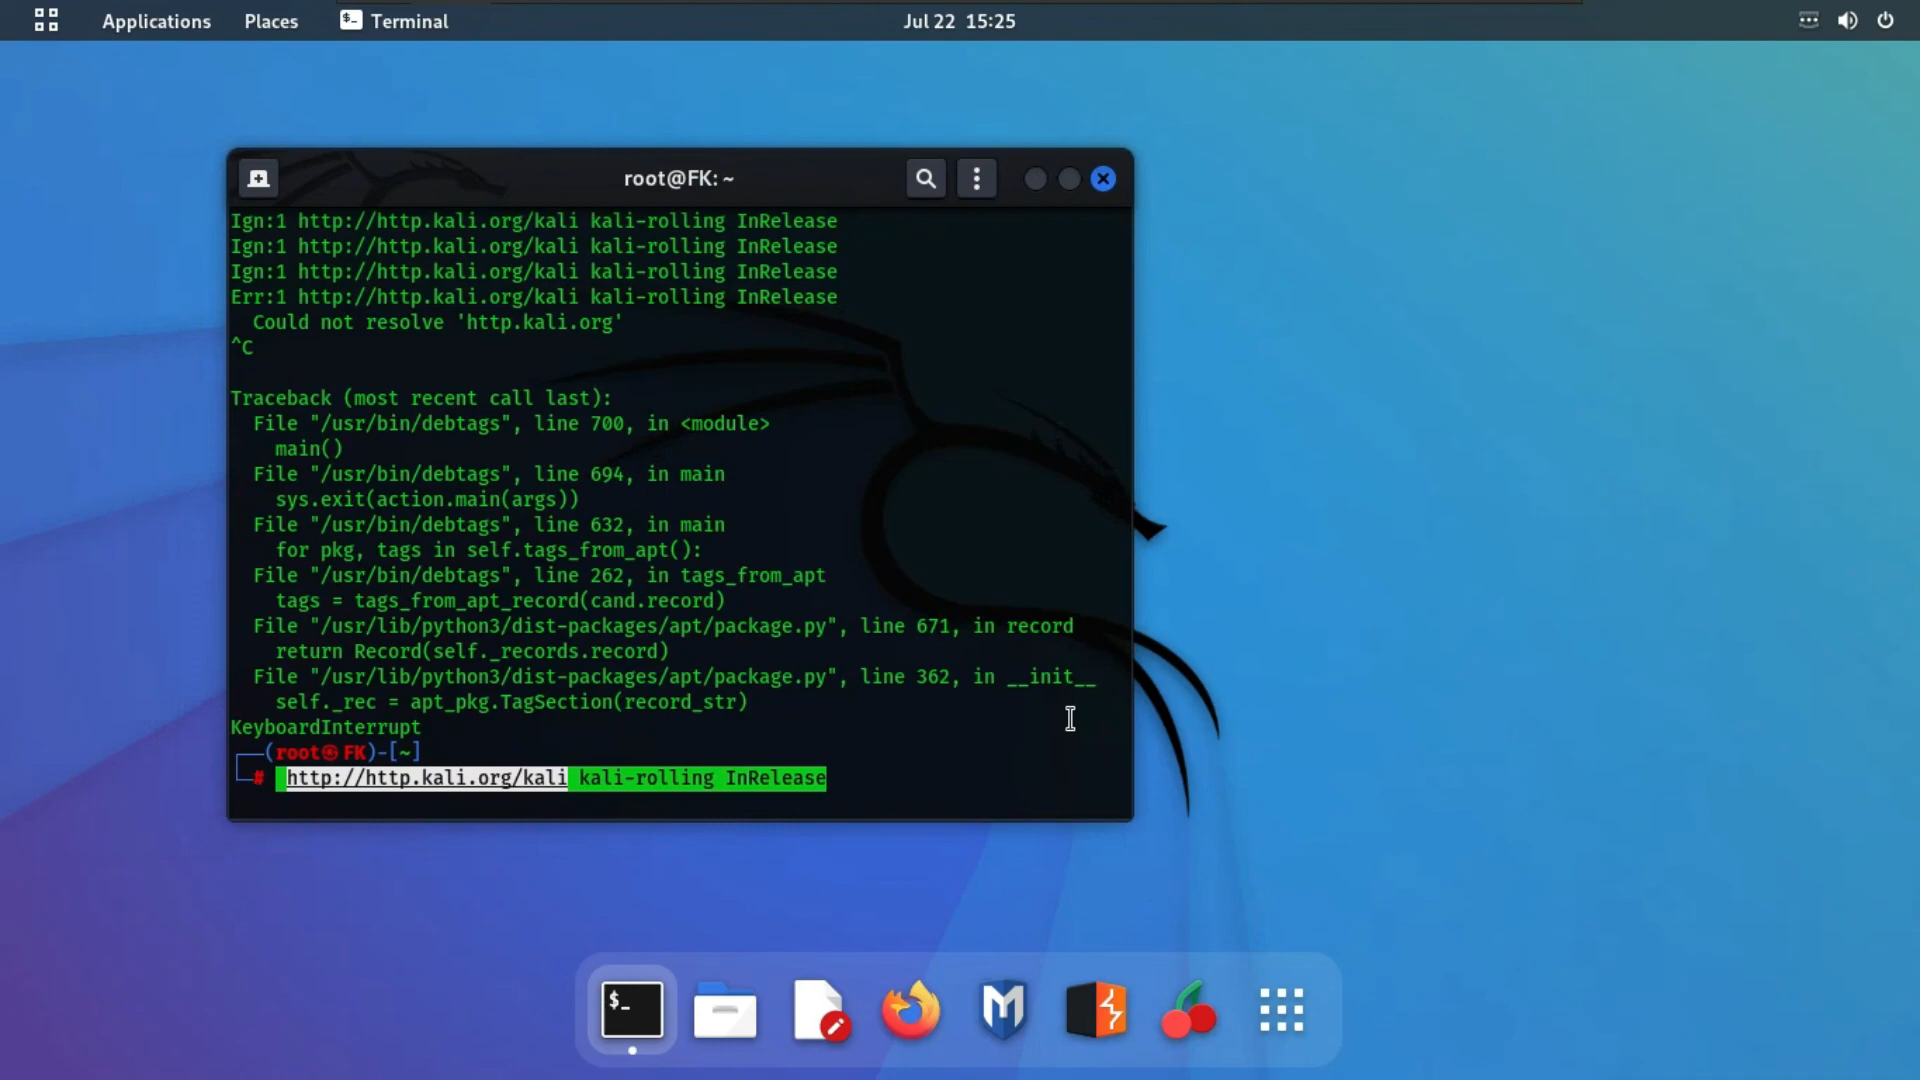 Applications Places Terminal Jul 22 15:25
root@FK: ~
Ign:1 http://http.kali.org/kali kali-rolling InRelease
Ign:1 http://http.kali.org/kali kali-rolling InRelease
Ign:1 http://http.kali.org/kali kali-rolling InRelease
Err:1 http://http.kali.org/kali kali-rolling InRelease
  Could not resolve 'http.kali.org'
^C
Traceback (most recent call last):
  File "/usr/bin/debtags", line 700, in <module>
    main()
  File "/usr/bin/debtags", line 694, in main
    sys.exit(action.main(args))
  File "/usr/bin/debtags", line 632, in main
    for pkg, tags in self.tags_from_apt():
  File "/usr/bin/debtags", line 262, in tags_from_apt
    tags = tags_from_apt_record(cand.record)
  File "/usr/lib/python3/dist-packages/apt/package.py", line 671, in record
    return Record(self._records.record)
  File "/usr/lib/python3/dist-packages/apt/package.py", line 362, in __init__
    self._rec = apt_pkg.TagSection(record_str)
KeyboardInterrupt
┌──(root㉿FK)-[~]
└─# http://http.kali.org/kali kali-rolling InRelease
$_